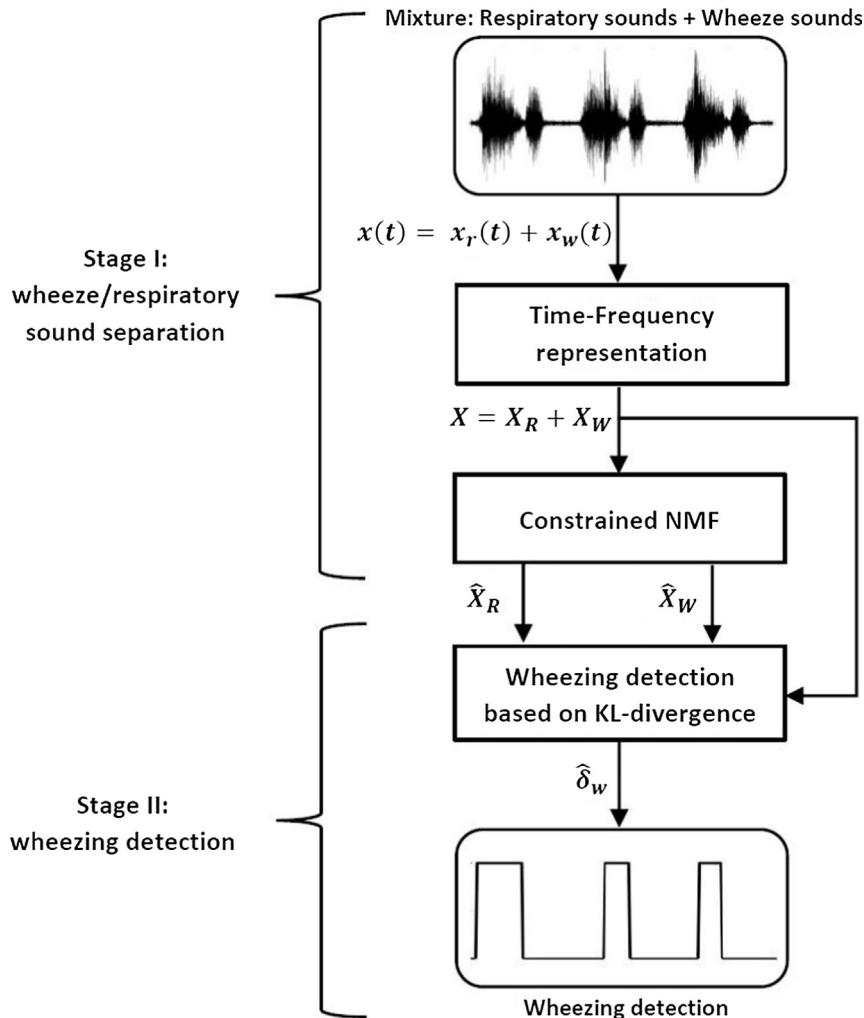 Mixture: Respiratory sounds + Wheeze sounds
x(t) = x_r(t) + x_w(t)
Stage I:
wheeze/respiratory
sound separation
Time-Frequency
representation
X = X_R + X_W
Constrained NMF
X̂_R
X̂_W
Wheezing detection
based on KL-divergence
δ̂_w
Stage II:
wheezing detection
Wheezing detection